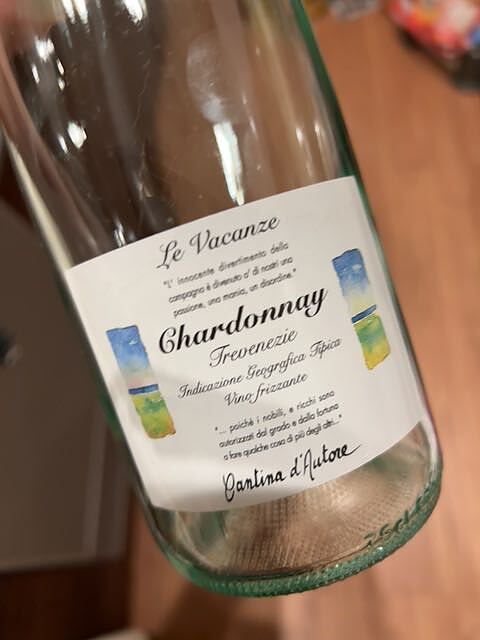 Le Vacanze
"L' innocente divertimento della
campagna è divenuto a' dì nostri una
passione, una mania, un disordine."
Chardonnay
Trevenezie
Indicazione Geografica Tipica
Vino frizzante
"... poichè i nobili, e ricchi sono
autorizzati dal grado e dalla fortuna
a fare qualche cosa di più degli altri..."
Cantina d'Autore